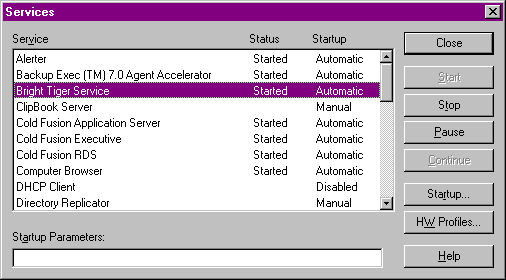 Services
Service Status Startup
Alerter Started Automatic
Backup Exec (TM) 7.0 Agent Accelerator Started Automatic
Bright Tiger Service Started Automatic
ClipBook Server Manual
Cold Fusion Application Server Started Automatic
Cold Fusion Executive Started Automatic
Cold Fusion RDS Started Automatic
Computer Browser Started Automatic
DHCP Client Disabled
Directory Replicator Manual
Startup Parameters:
Close
Start
Stop
Pause
Continue
Startup...
HW Profiles...
Help